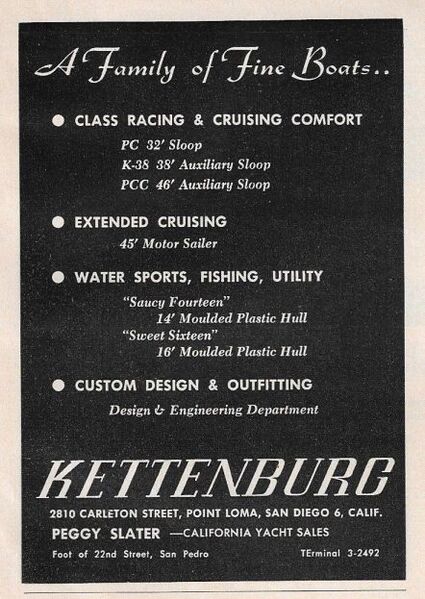 A Family of Fine Boats..
● CLASS RACING & CRUISING COMFORT
PC 32' Sloop
K-38 38' Auxiliary Sloop
PCC 46' Auxiliary Sloop
● EXTENDED CRUISING
45' Motor Sailer
● WATER SPORTS, FISHING, UTILITY
"Saucy Fourteen"
14' Moulded Plastic Hull
"Sweet Sixteen"
16' Moulded Plastic Hull
● CUSTOM DESIGN & OUTFITTING
Design & Engineering Department
KETTENBURG
2810 CARLETON STREET, POINT LOMA, SAN DIEGO 6, CALIF.
PEGGY SLATER —CALIFORNIA YACHT SALES
Foot of 22nd Street, San Pedro TErminal 3-2492